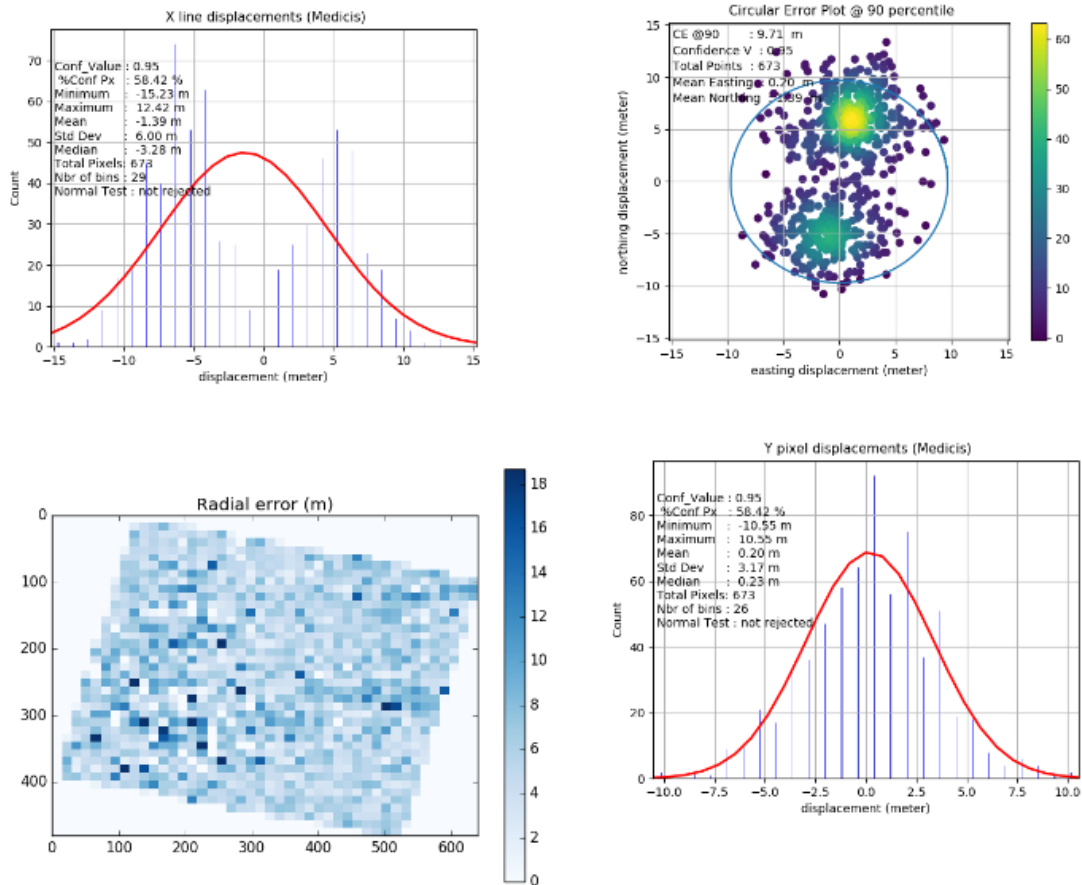 X line displacements (Medicis)
Conf_Value : 0.95
%Conf Px : 58.42 %
Minimum : -15.23 m
Maximum : 12.42 m
Mean : -1.39 m
Std Dev : 6.00 m
Median : -3.28 m
Total Pixels: 673
Nbr of bins : 29
Normal Test : not rejected
Count
70
60
50
40
30
20
10
0
−15 −10 −5 0 5 10 15
displacement (meter)
Circular Error Plot @ 90 percentile
CE @90 : 9.71 m
Confidence V : 0.95
Total Points : 673
Mean Easting : 0.20 m
Mean Northing
northing displacement (meter)
15
10
5
0
−5
−10
−15
−15 −10 −5 0 5 10 15
easting displacement (meter)
60
50
40
30
20
10
0
Radial error (m)
0
100
200
300
400
0 100 200 300 400 500 600
18
16
14
12
10
8
6
4
2
0
Y pixel displacements (Medicis)
Conf_Value : 0.95
%Conf Px : 58.42 %
Minimum : -10.55 m
Maximum : 10.55 m
Mean : 0.20 m
Std Dev : 3.17 m
Median : 0.23 m
Total Pixels: 673
Nbr of bins : 26
Normal Test : not rejected
Count
80
60
40
20
0
−10.0 −7.5 −5.0 −2.5 0.0 2.5 5.0 7.5 10.0
displacement (meter)